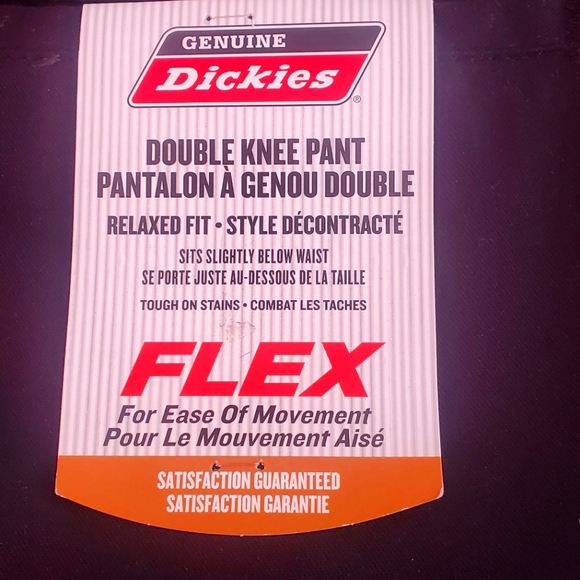 GENUINE
Dickies®
DOUBLE KNEE PANT
PANTALON À GENOU DOUBLE
RELAXED FIT • STYLE DÉCONTRACTÉ
SITS SLIGHTLY BELOW WAIST
SE PORTE JUSTE AU-DESSOUS DE LA TAILLE
TOUGH ON STAINS • COMBAT LES TACHES
FLEX
For Ease Of Movement
Pour Le Mouvement Aisé
SATISFACTION GUARANTEED
SATISFACTION GARANTIE